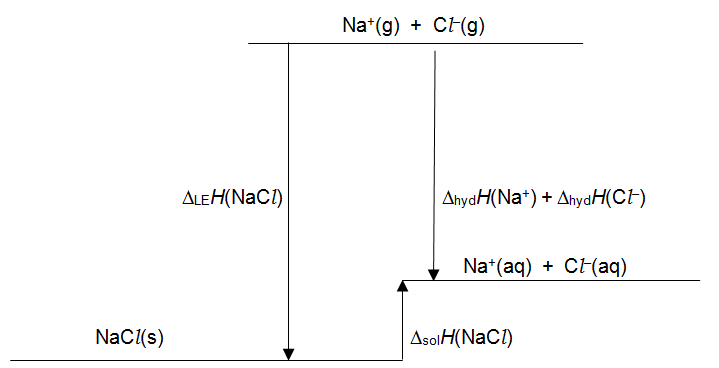 Na⁺(g) + Cl⁻(g)
ΔLEH(NaCl)
ΔhydH(Na⁺) + ΔhydH(Cl⁻)
Na⁺(aq) + Cl⁻(aq)
NaCl(s)
ΔsolH(NaCl)